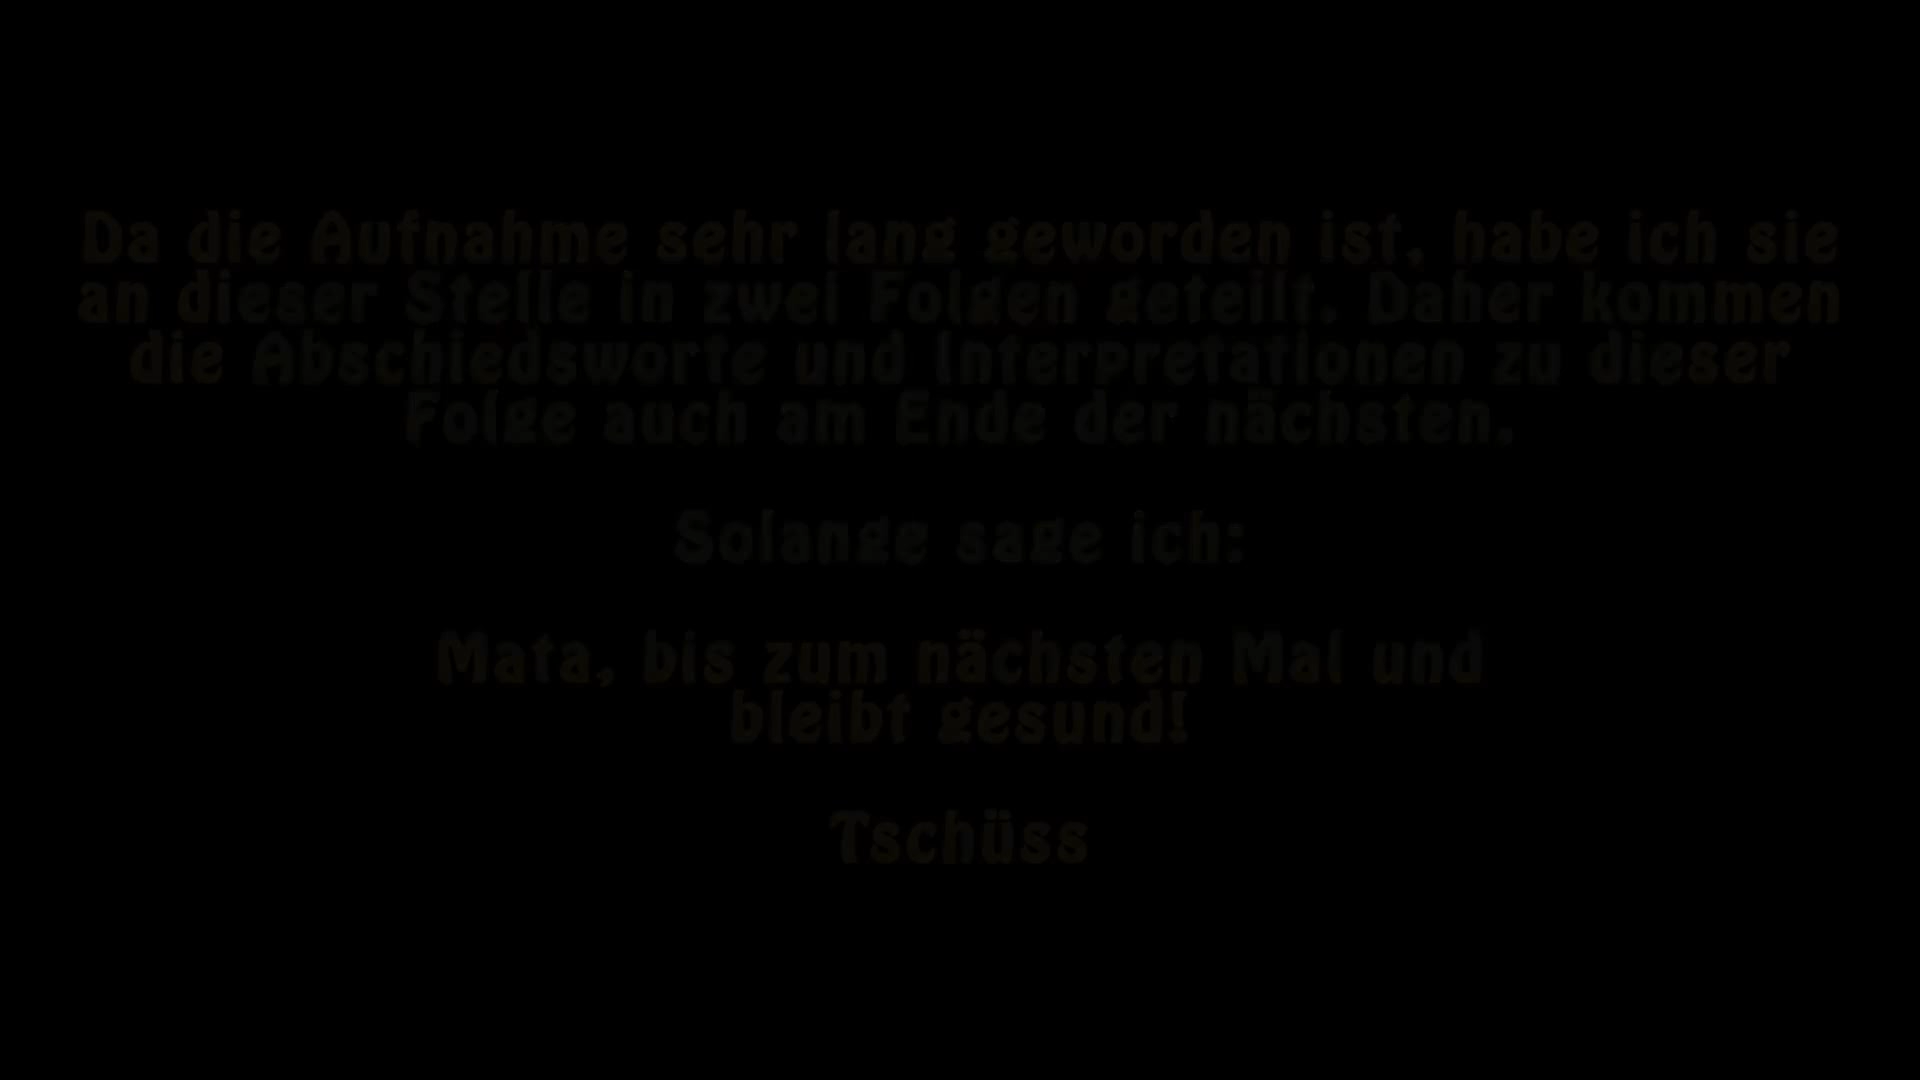 Da die Aufnahme sehr lang geworden ist, habe ich sie
an dieser Stelle in zwei Folgen geteilt. Daher kommen
die Abschiedsworte und Interpretationen zu dieser
Folge auch am Ende der nächsten.
Solange sage ich:
Mata, bis zum nächsten Mal und
bleibt gesund!
Tschüss